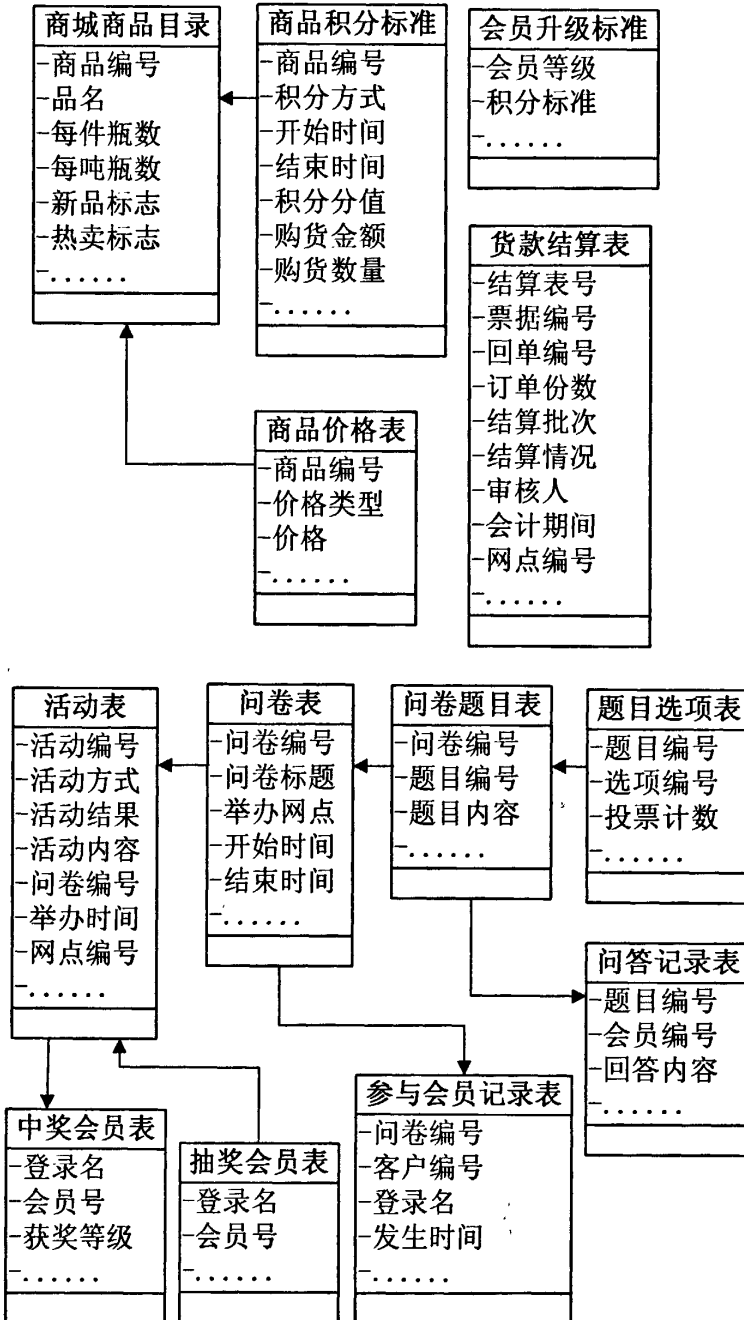 商城商品目录
-商品编号
-品名
-每件瓶数
-每吨瓶数
-新品标志
-热卖标志
-......
商品积分标准
-商品编号
-积分方式
-开始时间
-结束时间
-积分分值
-购货金额
-购货数量
-......
会员升级标准
-会员等级
-积分标准
-......
货款结算表
-结算表号
-票据编号
-回单编号
-订单份数
-结算批次
-结算情况
-审核人
-会计期间
-网点编号
-......
商品价格表
-商品编号
-价格类型
-价格
-......
活动表
-活动编号
-活动方式
-活动结果
-活动内容
-问卷编号
-举办时间
-网点编号
-......
问卷表
-问卷编号
-问卷标题
-举办网点
-开始时间
-结束时间
-......
问卷题目表
-问卷编号
-题目编号
-题目内容
-......
题目选项表
-题目编号
-选项编号
-投票计数
-......
问答记录表
-题目编号
-会员编号
-回答内容
-......
中奖会员表
-登录名
-会员号
-获奖等级
-......
抽奖会员表
-登录名
-会员号
-......
参与会员记录表
-问卷编号
-客户编号
-登录名
-发生时间
-......